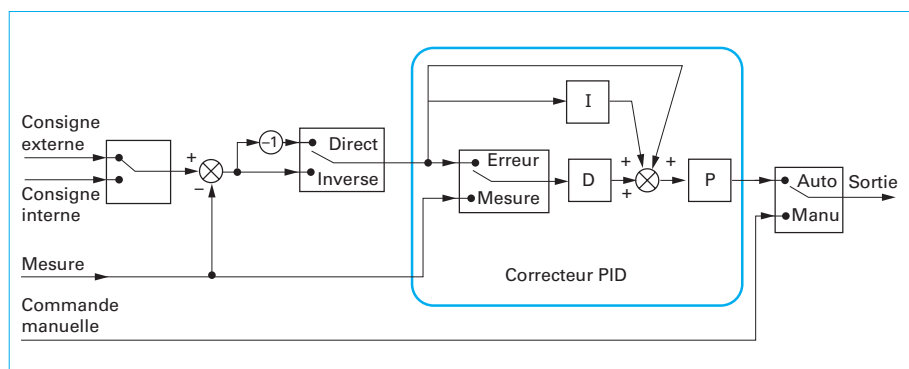 Consigne
externe
Consigne
interne
Mesure
Commande
manuelle
+
−
−1
Direct
Inverse
I
Erreur
Mesure
D
+
+
+
P
Correcteur PID
Auto
Manu
Sortie